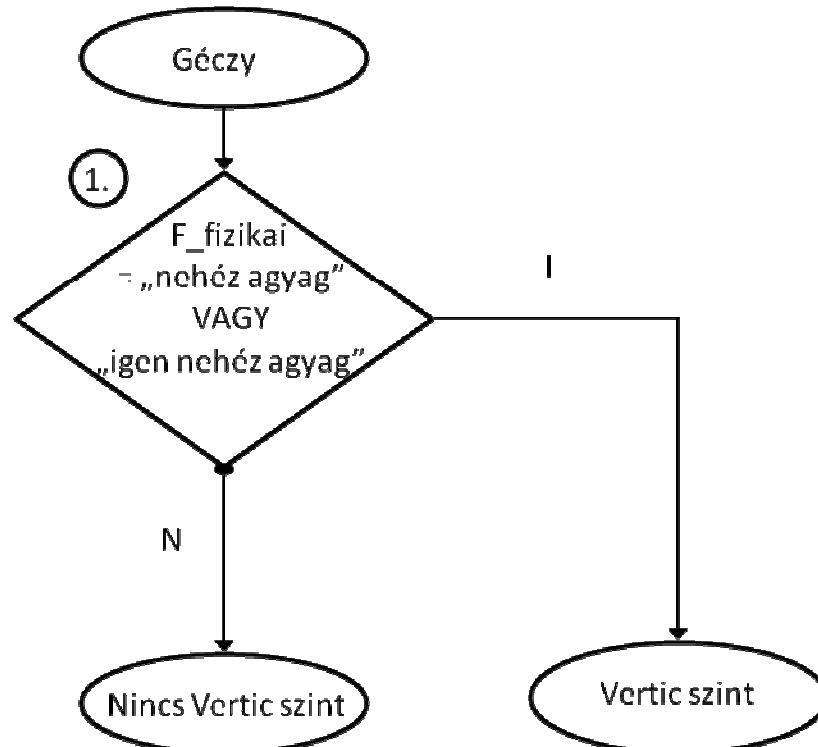 Géczy
1.
F_fizikai
= „nehéz agyag”
VAGY
„igen nehéz agyag”
I
N
Nincs Vertic szint
Vertic szint